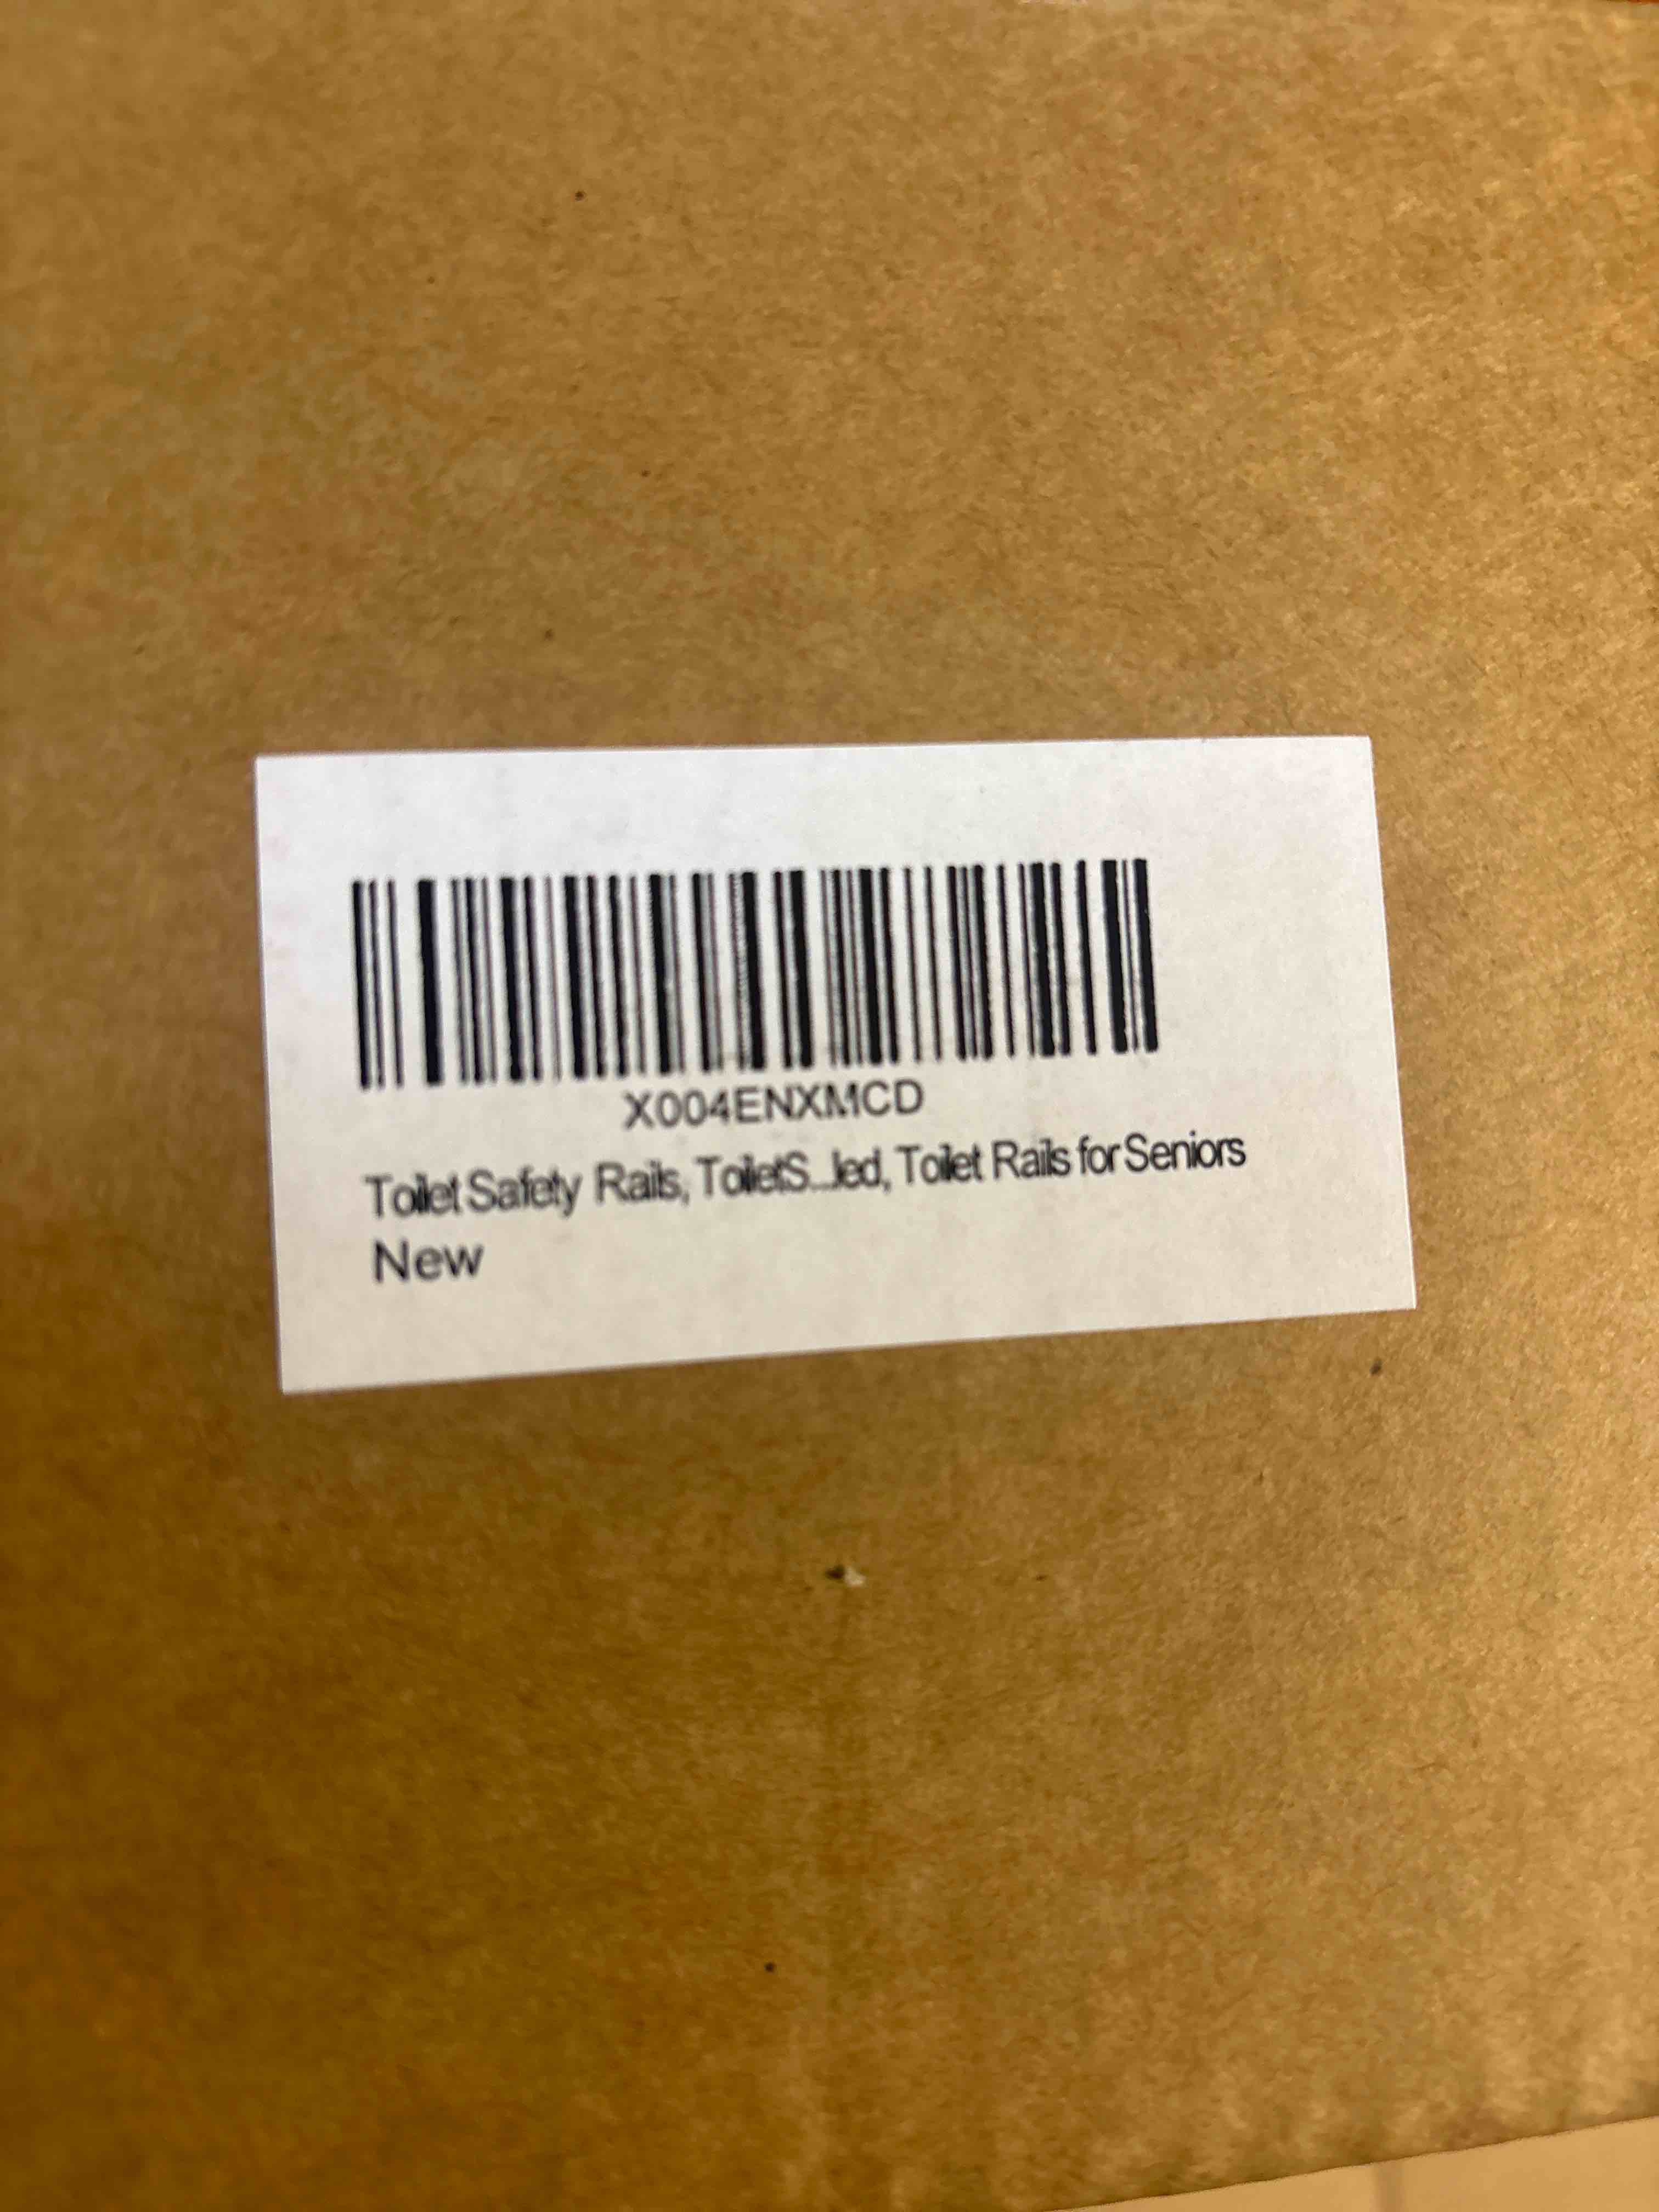 X004ENXMCD
Toilet Safety Rails, ToiletS...led, Toilet Rails for Seniors
New